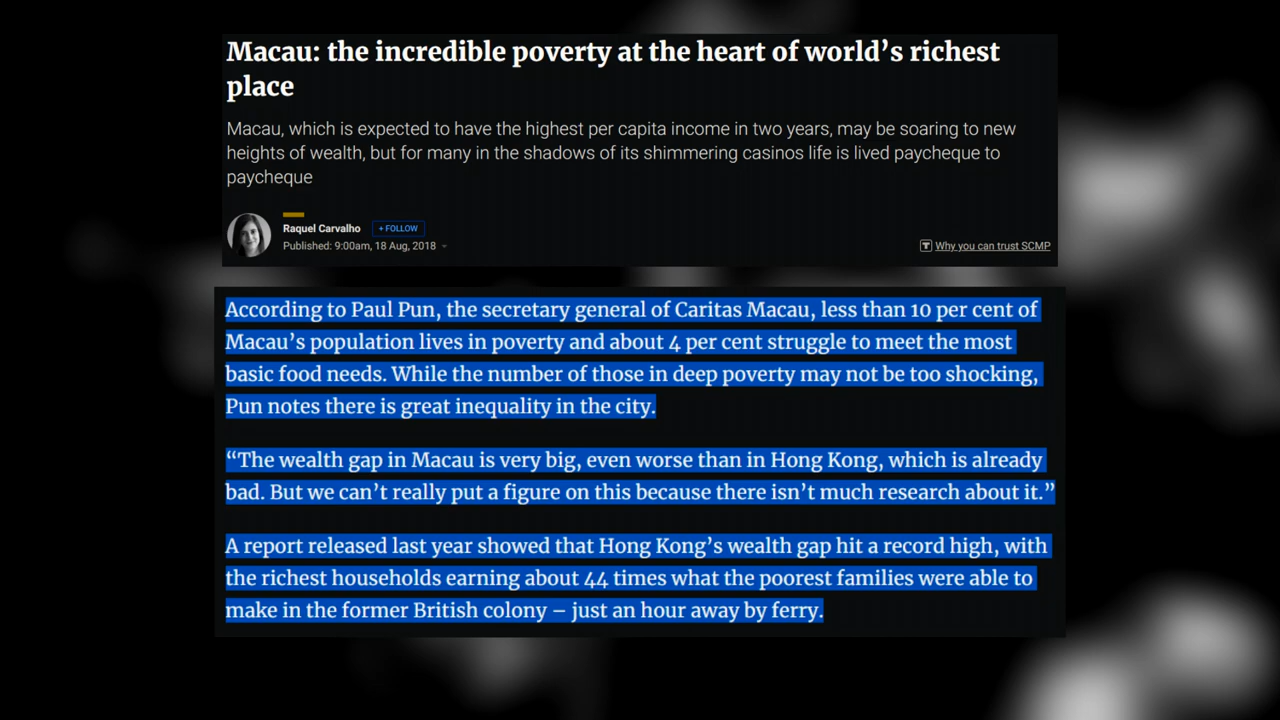 Macau: the incredible poverty at the heart of world’s richest
place
Macau, which is expected to have the highest per capita income in two years, may be soaring to new
heights of wealth, but for many in the shadows of its shimmering casinos life is lived paycheque to
paycheque
Raquel Carvalho + FOLLOW
Published: 9:00am, 18 Aug, 2018
T Why you can trust SCMP
According to Paul Pun, the secretary general of Caritas Macau, less than 10 per cent of
Macau’s population lives in poverty and about 4 per cent struggle to meet the most
basic food needs. While the number of those in deep poverty may not be too shocking,
Pun notes there is great inequality in the city.
“The wealth gap in Macau is very big, even worse than in Hong Kong, which is already
bad. But we can’t really put a figure on this because there isn’t much research about it.”
A report released last year showed that Hong Kong’s wealth gap hit a record high, with
the richest households earning about 44 times what the poorest families were able to
make in the former British colony – just an hour away by ferry.